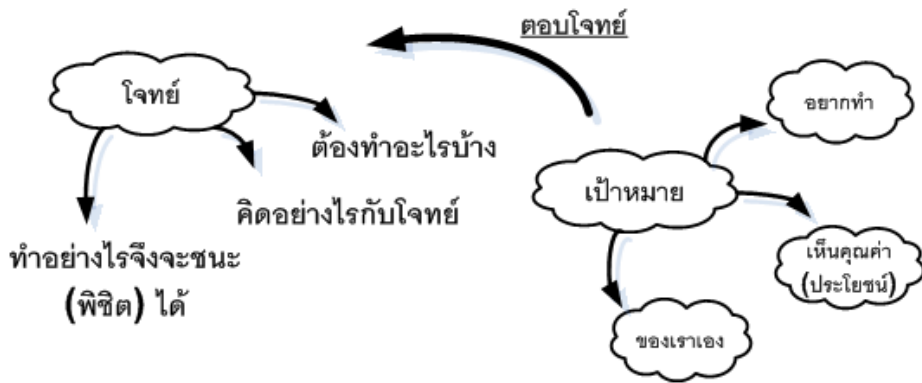 ตอบโจทย์
โจทย์
ต้องทำอะไรบ้าง
คิดอย่างไรกับโจทย์
ทำอย่างไรจึงจะชนะ
(พิชิต) ได้
อยากทำ
เป้าหมาย
เห็นคุณค่า
(ประโยชน์)
ของเราเอง